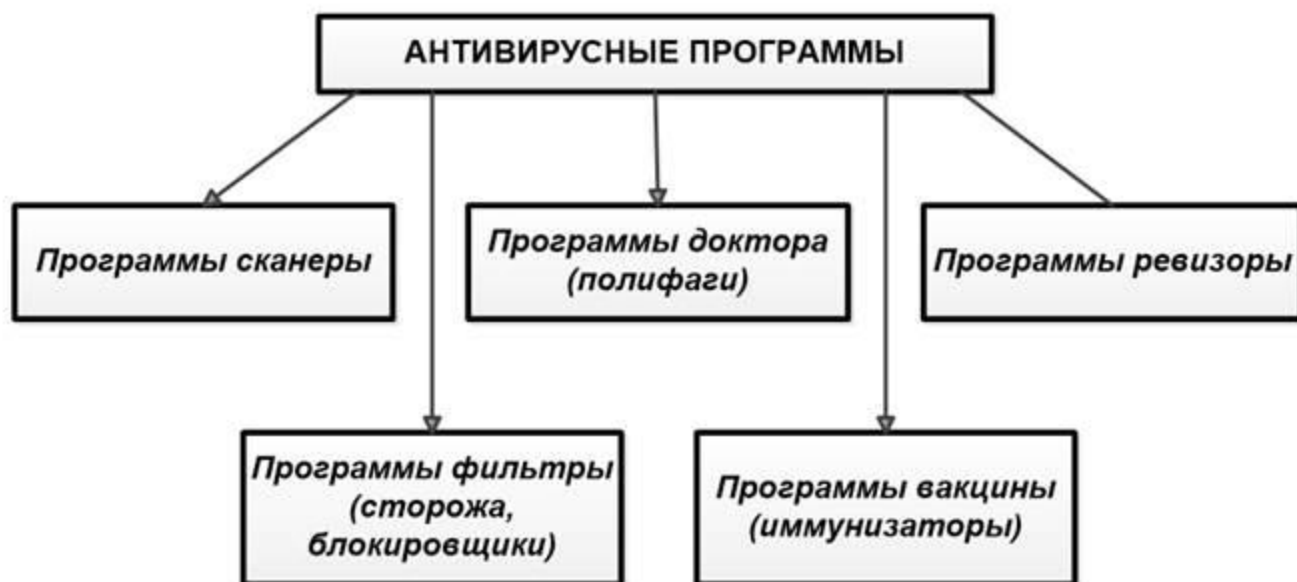 АНТИВИРУСНЫЕ ПРОГРАММЫ
Программы сканеры
Программы доктора
(полифаги)
Программы ревизоры
Программы фильтры
(сторожа,
блокировщики)
Программы вакцины
(иммунизаторы)